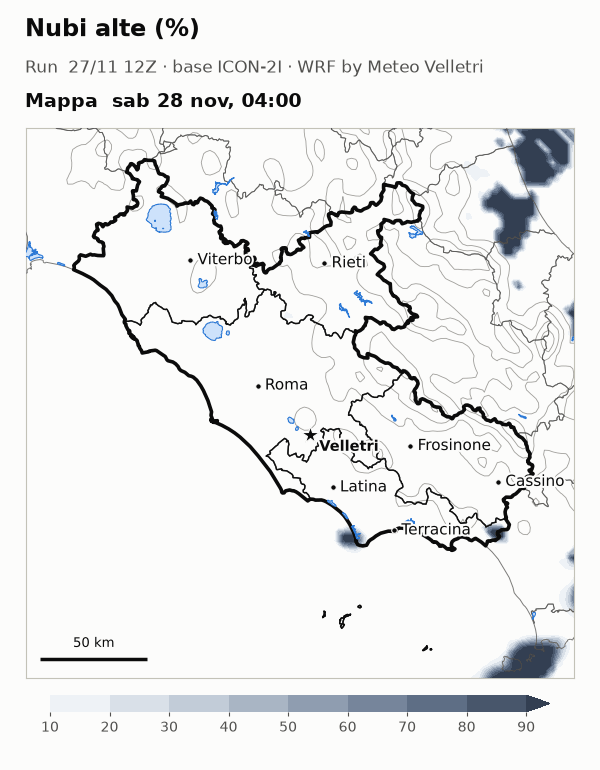 Nubi alte (%)
Run  27/11 12Z · base ICON-2I · WRF by Meteo Velletri
Mappa  sab 28 nov, 04:00
Viterbo
Rieti
Roma
Velletri
Frosinone
Latina
Cassino
Terracina
50 km
10 20 30 40 50 60 70 80 90